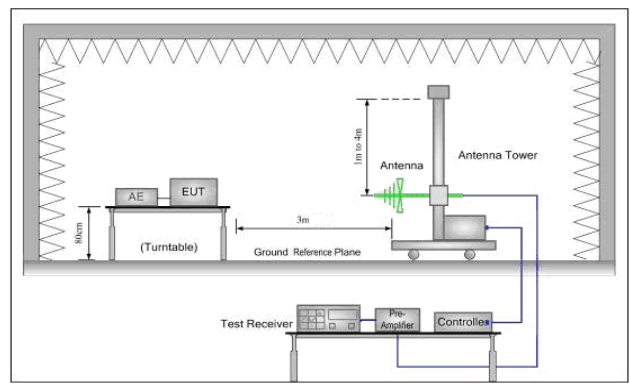 1m to 4m
Antenna
Antenna Tower
AE
EUT
80cm
3m
(Turntable)
Ground Reference Plane
Test Receiver
Pre-
Amplifier
Controller